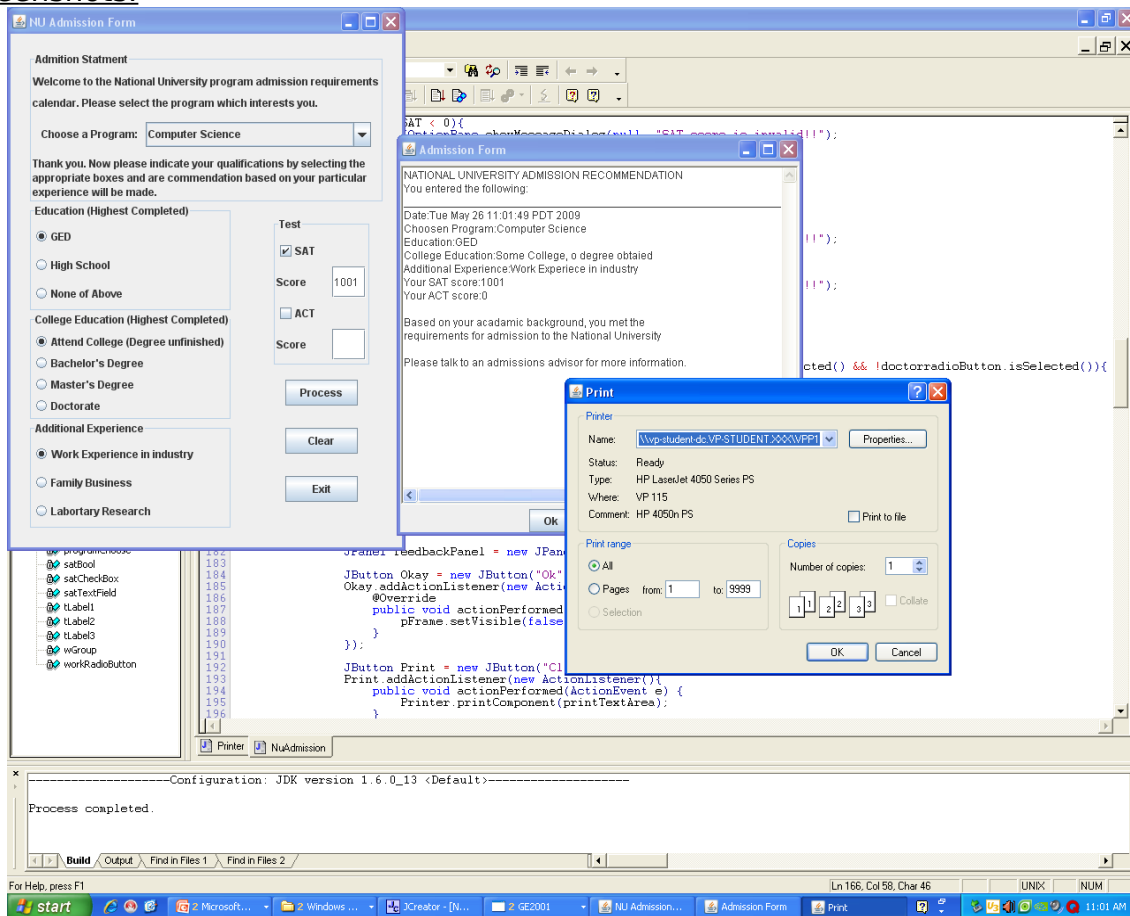 NU Admission Form
Admition Statment
Welcome to the National University program admission requirements
calendar. Please select the program which interests you.
Choose a Program: Computer Science
Thank you. Now please indicate your qualifications by selecting the
appropriate boxes and are commendation based on your particular
experience will be made.
Education (Highest Completed)
GED
High School
None of Above
College Education (Highest Completed)
Attend College (Degree unfinished)
Bachelor's Degree
Master's Degree
Doctorate
Additional Experience
Work Experience in industry
Family Business
Labortary Research
Test
SAT
Score 1001
ACT
Score
Process
Clear
Exit
SAT < 0){
!!");
!!");
cted() && !doctorradioButton.isSelected()){
Admission Form
NATIONAL UNIVERSITY ADMISSION RECOMMENDATION
You entered the following:
Date:Tue May 26 11:01:49 PDT 2009
Choosen Program:Computer Science
Education:GED
College Education:Some College, o degree obtaied
Additional Experience:Work Experiece in industry
Your SAT score:1001
Your ACT score:0
Based on your acadamic background, you met the
requirements for admission to the National University
Please talk to an admissions advisor for more information.
Ok
Print
Printer
Name: \\vp-student-dc.VP-STUDENT.XXX\VPP1
Properties...
Status: Ready
Type: HP LaserJet 4050 Series PS
Where: VP 115
Comment: HP 4050n PS
Print to file
Print range
All
Pages from: 1 to: 9999
Selection
Copies
Number of copies: 1
1 1 2 2 3 3
Collate
OK Cancel
satBool
satCheckBox
satTextField
tLabel1
tLabel2
tLabel3
wGroup
workRadioButton
182 JPanel feedbackPanel = new JPan
183
184 JButton Okay = new JButton("Ok"
185 Okay.addActionListener(new Acti
186 @Override
187 public void actionPerformed
188 pFrame.setVisible(false
189 }
190 });
191
192 JButton Print = new JButton("Cl
193 Print.addActionListener(new ActionListener(){
194 public void actionPerformed(ActionEvent e) {
195 Printer.printComponent(printTextArea);
196 }
Printer NuAdmission
--------------------Configuration: JDK version 1.6.0_13 <Default>--------------------
Process completed.
Build Output Find in Files 1 Find in Files 2
For Help, press F1
Ln 166, Col 58, Char 46 UNIX NUM
start 2 Microsoft... 2 Windows ... JCreator - [N... 2 GE2001 NU Admission... Admission Form Print 11:01 AM